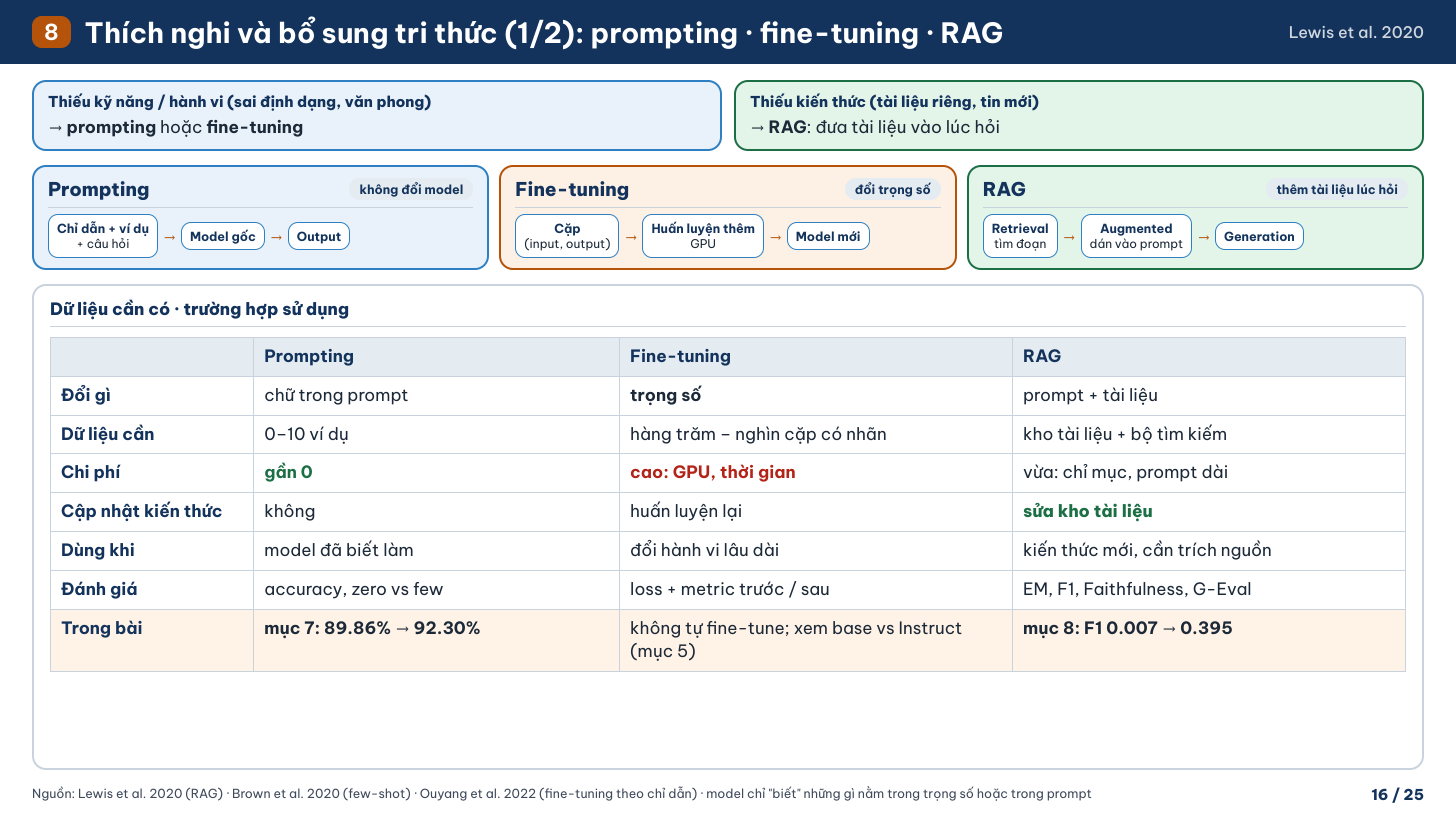 8 Thích nghi và bổ sung tri thức (1/2): prompting · fine-tuning · RAG
Lewis et al. 2020
Thiếu kỹ năng / hành vi (sai định dạng, văn phong)
→ prompting hoặc fine-tuning
Thiếu kiến thức (tài liệu riêng, tin mới)
→ RAG: đưa tài liệu vào lúc hỏi
Prompting không đổi model
Chỉ dẫn + ví dụ
+ câu hỏi
→ Model gốc → Output
Fine-tuning đổi trọng số
Cặp
(input, output)
→ Huấn luyện thêm
GPU
→ Model mới
RAG thêm tài liệu lúc hỏi
Retrieval
tìm đoạn
→ Augmented
dán vào prompt
→ Generation
Dữ liệu cần có · trường hợp sử dụng
Prompting Fine-tuning RAG
Đổi gì chữ trong prompt trọng số prompt + tài liệu
Dữ liệu cần 0–10 ví dụ hàng trăm – nghìn cặp có nhãn kho tài liệu + bộ tìm kiếm
Chi phí gần 0 cao: GPU, thời gian vừa: chỉ mục, prompt dài
Cập nhật kiến thức không huấn luyện lại sửa kho tài liệu
Dùng khi model đã biết làm đổi hành vi lâu dài kiến thức mới, cần trích nguồn
Đánh giá accuracy, zero vs few loss + metric trước / sau EM, F1, Faithfulness, G-Eval
Trong bài mục 7: 89.86% → 92.30% không tự fine-tune; xem base vs Instruct
(mục 5)
mục 8: F1 0.007 → 0.395
Nguồn: Lewis et al. 2020 (RAG) · Brown et al. 2020 (few-shot) · Ouyang et al. 2022 (fine-tuning theo chỉ dẫn) · model chỉ "biết" những gì nằm trong trọng số hoặc trong prompt
16 / 25